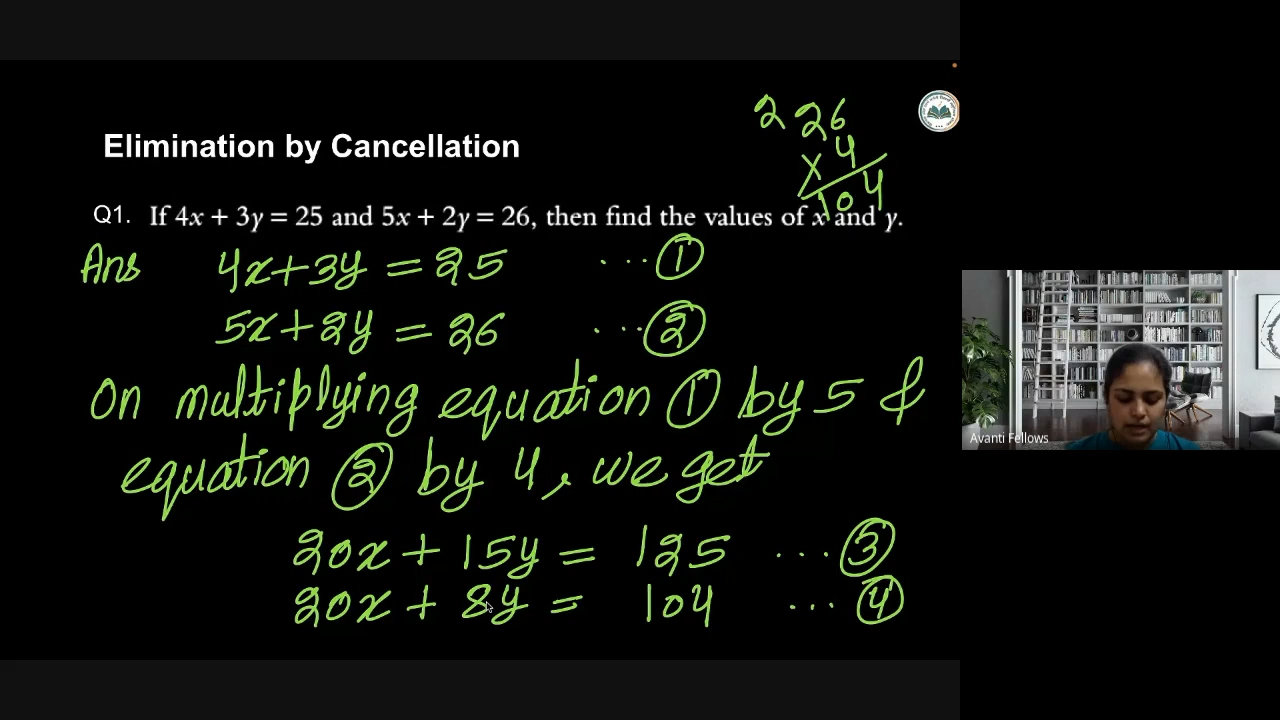 2 26
× 4
104
Elimination by Cancellation
Q1. If 4x + 3y = 25 and 5x + 2y = 26, then find the values of x and y.
Ans 4x+3y = 25 ...①
5x+2y = 26 ...②
On multiplying equation ① by 5 &
equation ② by 4, we get
20x + 15y = 125 ...③
20x + 8y = 104 ...④
Avanti Fellows